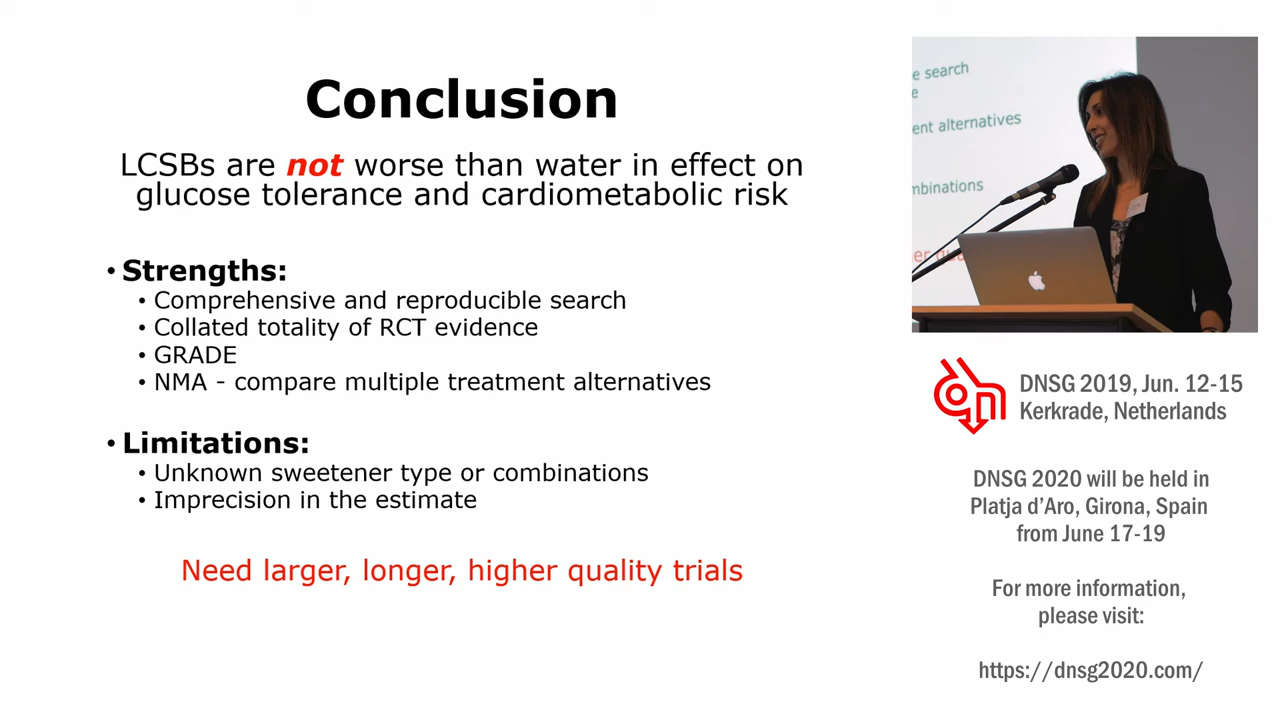 Conclusion
LCSBs are not worse than water in effect on
glucose tolerance and cardiometabolic risk
• Strengths:
• Comprehensive and reproducible search
• Collated totality of RCT evidence
• GRADE
• NMA - compare multiple treatment alternatives
• Limitations:
• Unknown sweetener type or combinations
• Imprecision in the estimate
Need larger, longer, higher quality trials
search
alternatives
DNSG 2019, Jun. 12-15
Kerkrade, Netherlands
DNSG 2020 will be held in
Platja d’Aro, Girona, Spain
from June 17-19
For more information,
please visit:
https://dnsg2020.com/